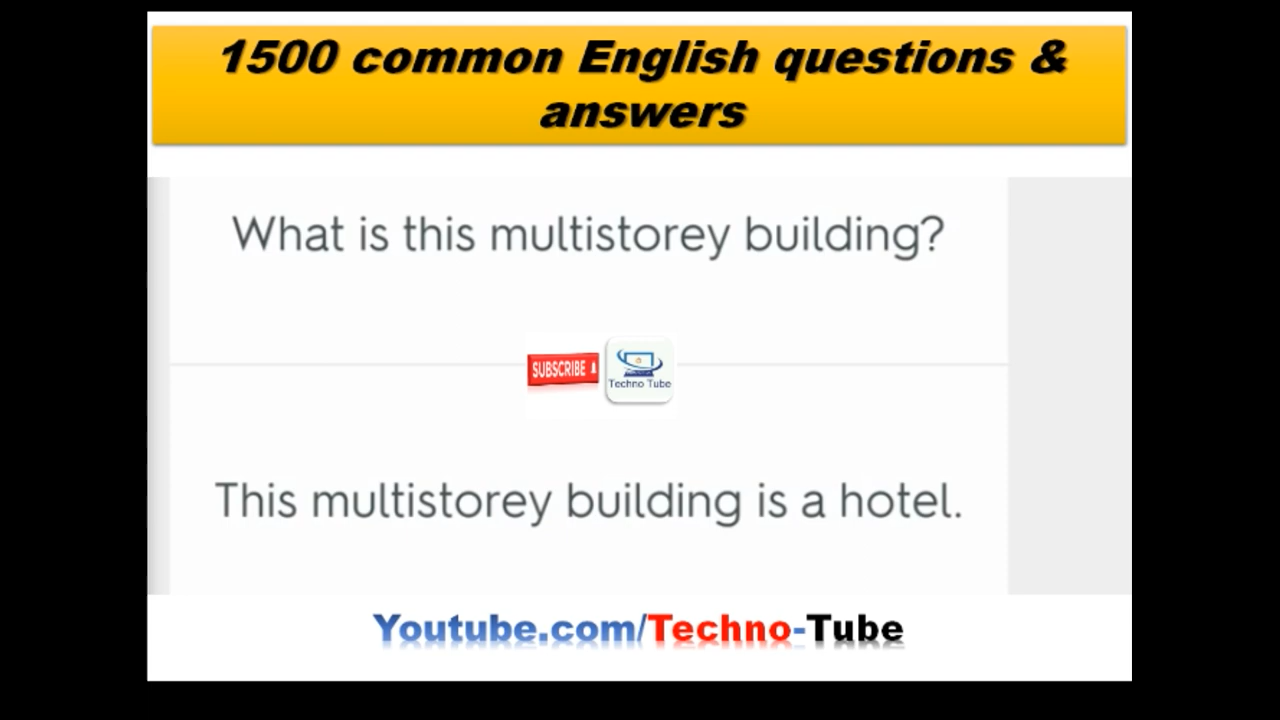 1500 common English questions &
answers
What is this multistorey building?
SUBSCRIBE
Techno Tube
This multistorey building is a hotel.
Youtube.com/Techno-Tube